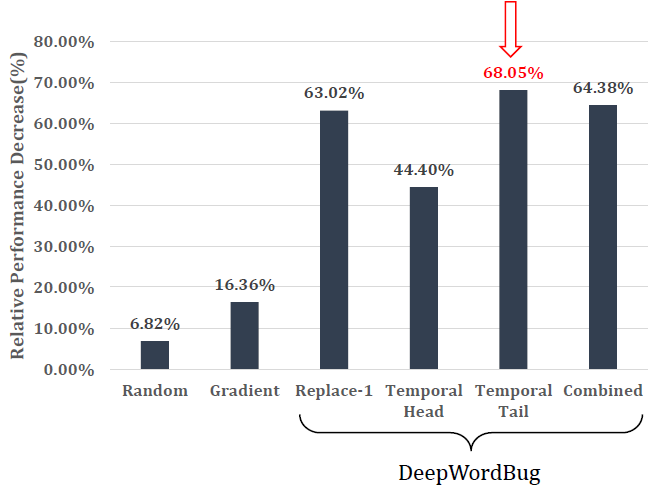 Relative Performance Decrease(%)
80.00%
70.00%
60.00%
50.00%
40.00%
30.00%
20.00%
10.00%
0.00%
6.82%
16.36%
63.02%
44.40%
68.05%
64.38%
Random
Gradient
Replace-1
Temporal
Head
Temporal
Tail
Combined
DeepWordBug